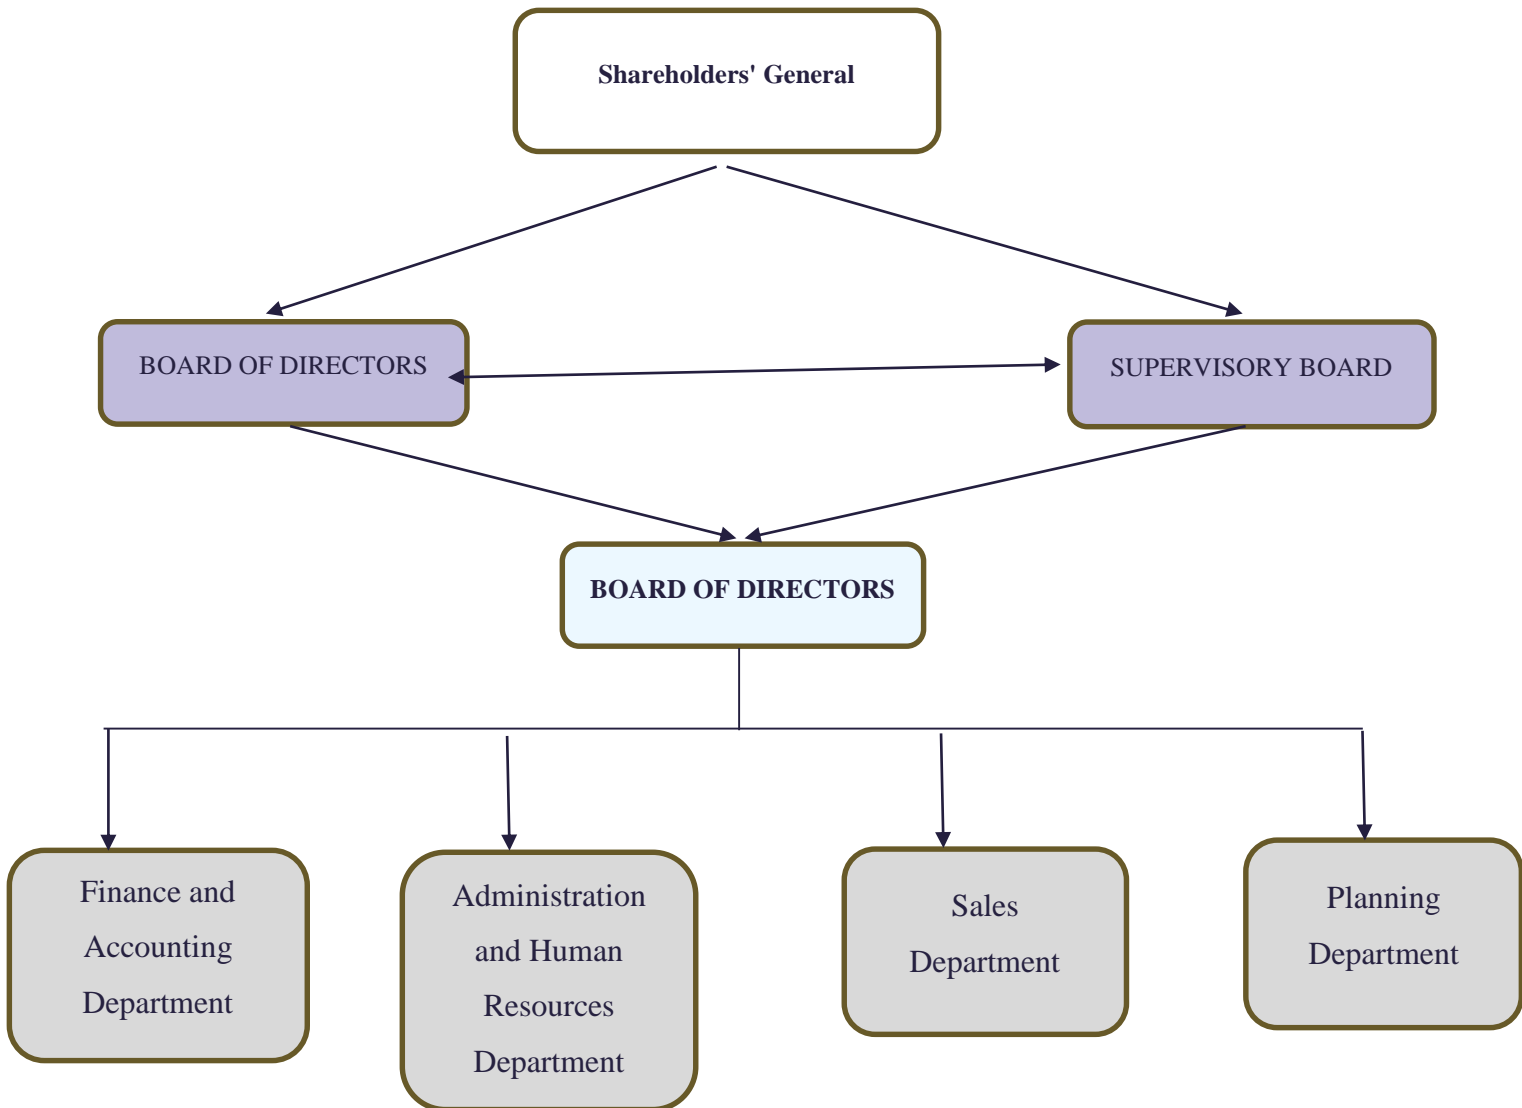 Shareholders' General
BOARD OF DIRECTORS
SUPERVISORY BOARD
BOARD OF DIRECTORS
Finance and
Accounting
Department
Administration
and Human
Resources
Department
Sales
Department
Planning
Department